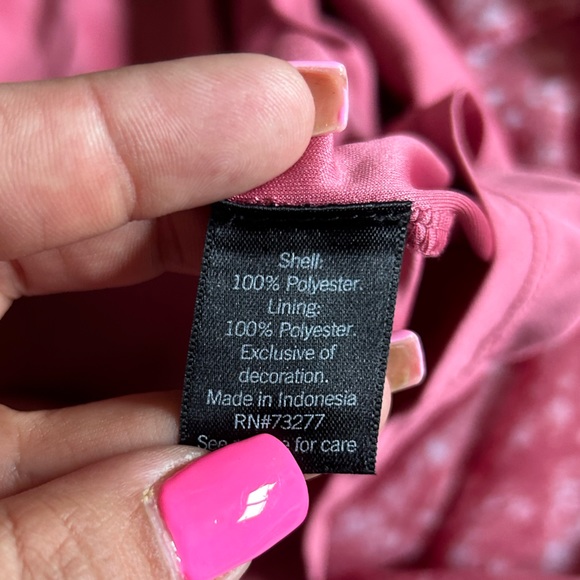 Shell:
100% Polyester.
Lining:
100% Polyester.
Exclusive of
decoration.
Made in Indonesia
RN#73277
See for care